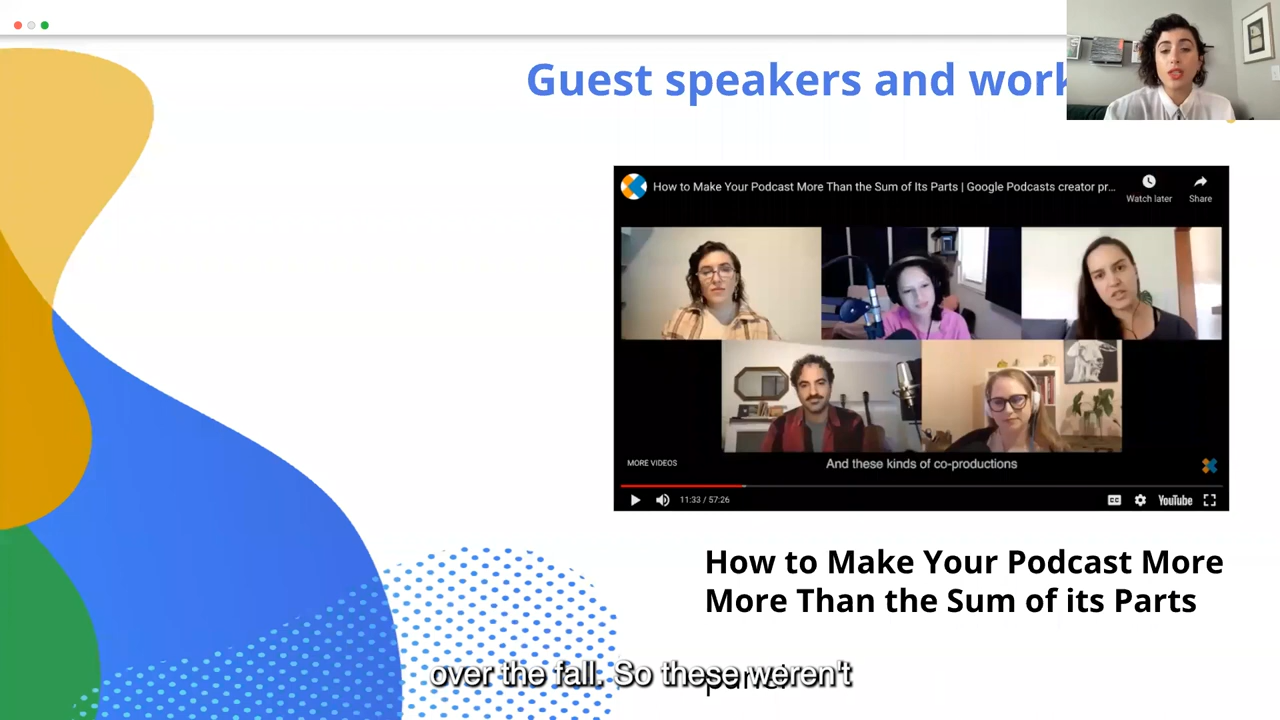 Guest speakers and work
How to Make Your Podcast More Than the Sum of Its Parts | Google Podcasts creator pr...
Watch later
Share
And these kinds of co-productions
MORE VIDEOS
11:33 / 57:26
CC
YouTube
How to Make Your Podcast More
More Than the Sum of its Parts
over the fall. So these weren't